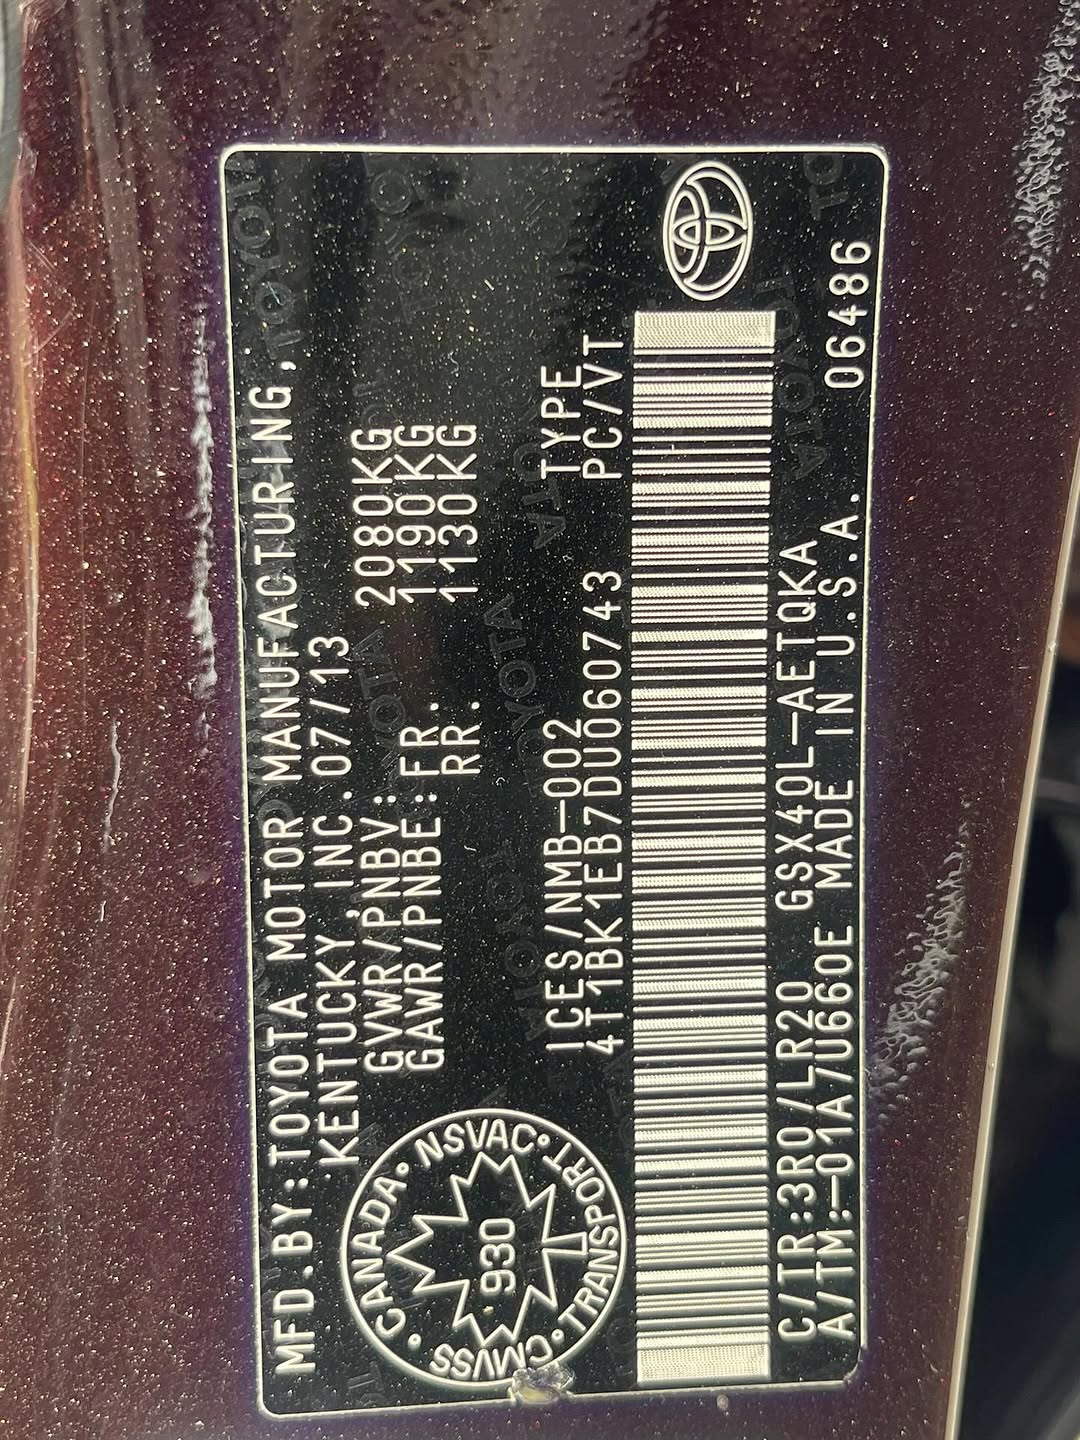 MFD.BY:TOYOTA MOTOR MANUFACTURING,
KENTUCKY,INC.07/13
GVWR/PNBV: 2080KG
GAWR/PNBE:FR. 1190KG
RR. 1130KG
·CANADA· NSVAC· TRANSPORT· CMVSS
930
ICES/NMB-002 TYPE
4T1BK1EB7DU060743 PC/VT
C/TR:3R0/LR20 GSX40L-AETQKA
A/TM:-01A/U660E MADE IN U.S.A. 06486